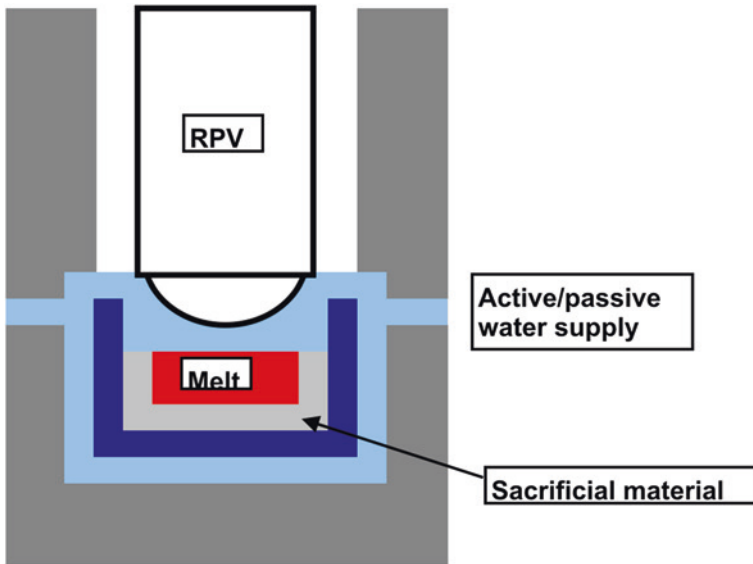 RPV
Active/passive
water supply
Melt
Sacrificial material